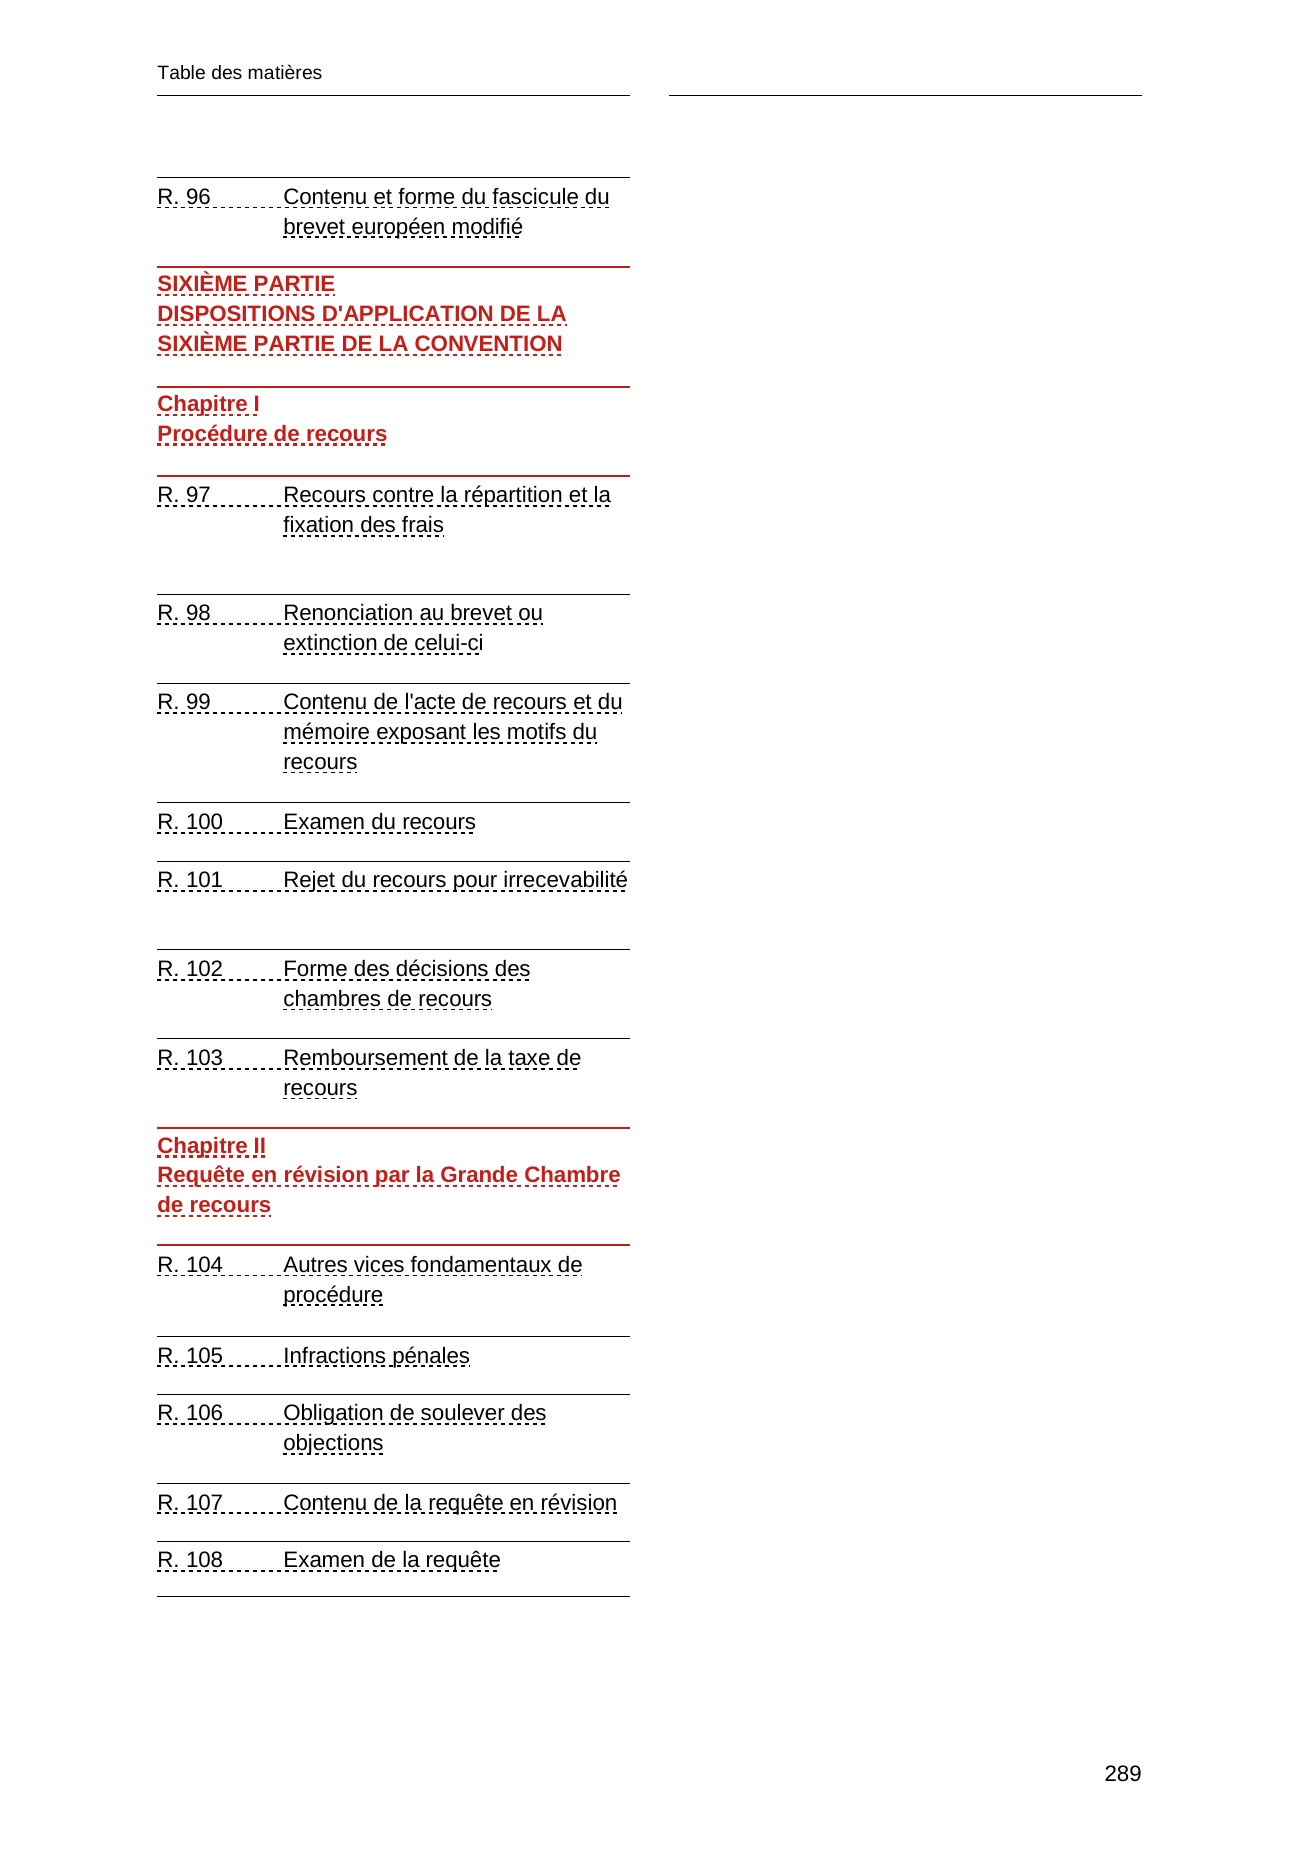 Table des matières
R. 96 Contenu et forme du fascicule du
brevet européen modifié
SIXIÈME PARTIE
DISPOSITIONS D'APPLICATION DE LA
SIXIÈME PARTIE DE LA CONVENTION
Chapitre I
Procédure de recours
R. 97 Recours contre la répartition et la
fixation des frais
R. 98 Renonciation au brevet ou
extinction de celui-ci
R. 99 Contenu de l'acte de recours et du
mémoire exposant les motifs du
recours
R. 100 Examen du recours
R. 101 Rejet du recours pour irrecevabilité
R. 102 Forme des décisions des
chambres de recours
R. 103 Remboursement de la taxe de
recours
Chapitre II
Requête en révision par la Grande Chambre
de recours
R. 104 Autres vices fondamentaux de
procédure
R. 105 Infractions pénales
R. 106 Obligation de soulever des
objections
R. 107 Contenu de la requête en révision
R. 108 Examen de la requête
289